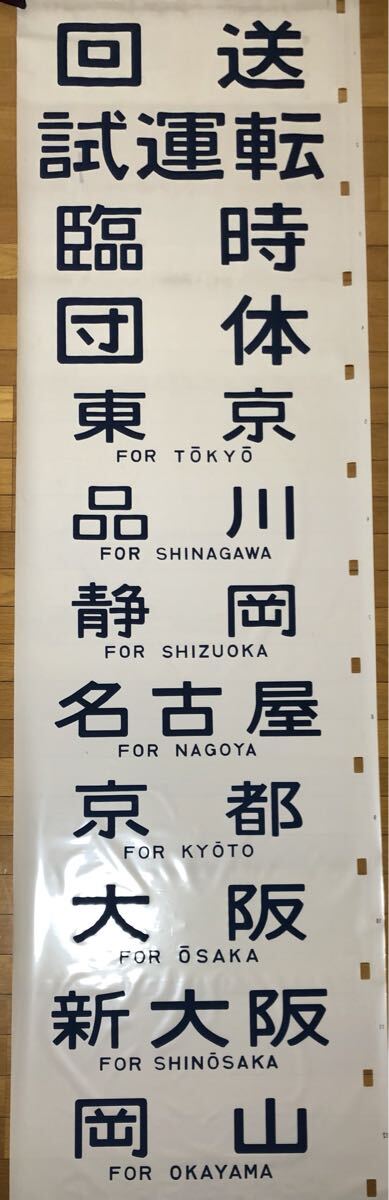 回送
試運転
臨時
団体
東京
FOR TŌKYŌ
品川
FOR SHINAGAWA
静岡
FOR SHIZUOKA
名古屋
FOR NAGOYA
京都
FOR KYŌTO
大阪
FOR ŌSAKA
新大阪
FOR SHINŌSAKA
岡山
FOR OKAYAMA